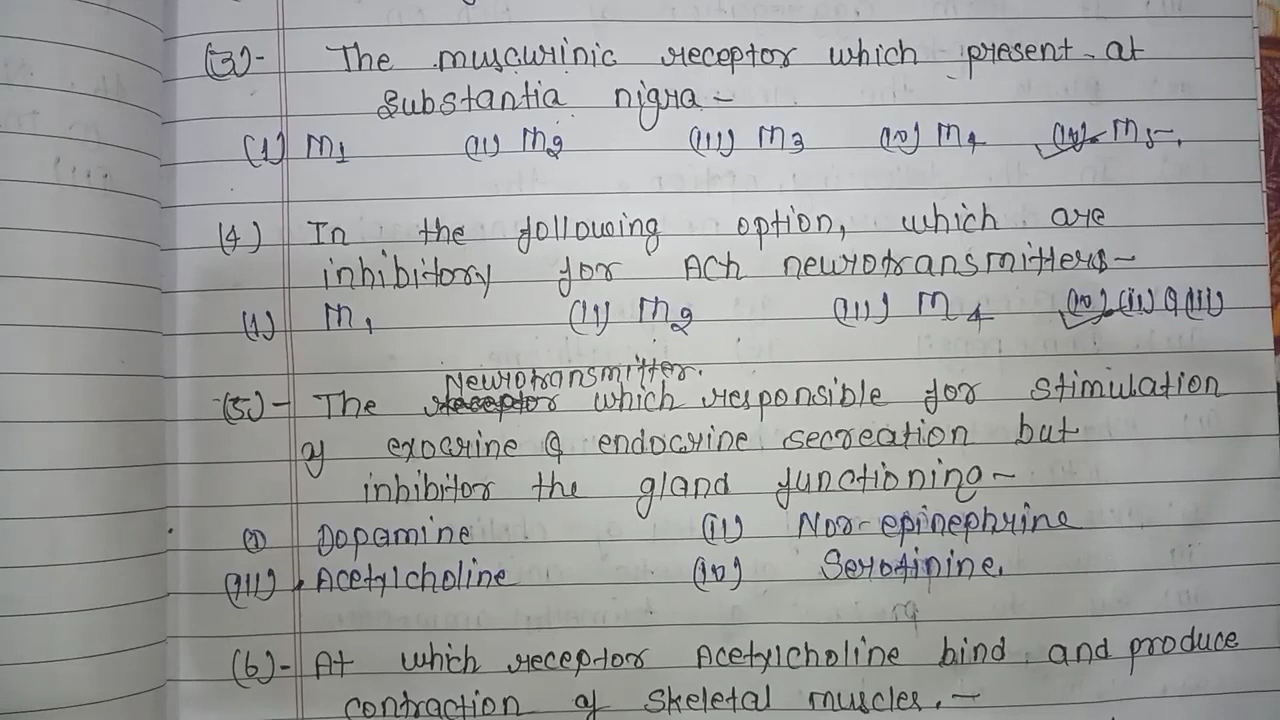 (3)- The muscurinic receptor which present at
substantia nigra -
(i) M1 (ii) M2 (iii) M3 (iv) M4 (v) M5
(4) In the following option, which are
inhibitory for ACh neurotransmitters-
(i) M1 (ii) M2 (iii) M4 (iv) (ii) & (iii)
Neurotransmitter.
(5)- The receptor which responsible for stimulation
of exocrine & endocrine secreation but
inhibitor the gland functioning-
(i) Dopamine (ii) Nor-epinephrine
(iii) Acetylcholine (iv) Serotinine.
(6)- At which receptor Acetylcholine bind and produce
contraction of skeletal muscles. -